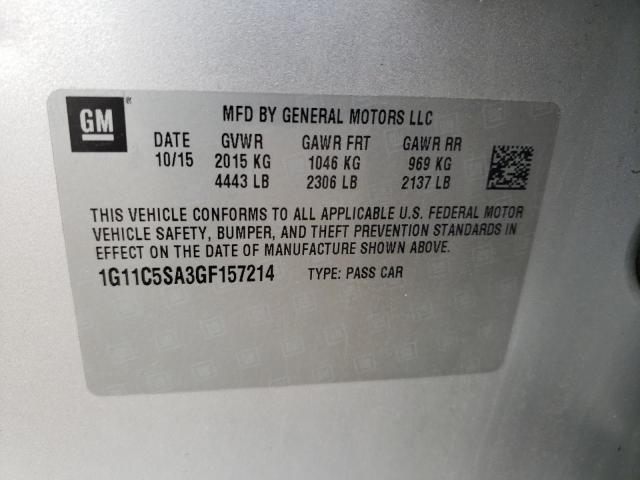 GM
MFD BY GENERAL MOTORS LLC
DATE GVWR GAWR FRT GAWR RR
10/15 2015 KG 1046 KG 969 KG
4443 LB 2306 LB 2137 LB
THIS VEHICLE CONFORMS TO ALL APPLICABLE U.S. FEDERAL MOTOR
VEHICLE SAFETY, BUMPER, AND THEFT PREVENTION STANDARDS IN
EFFECT ON THE DATE OF MANUFACTURE SHOWN ABOVE.
1G11C5SA3GF157214 TYPE: PASS CAR